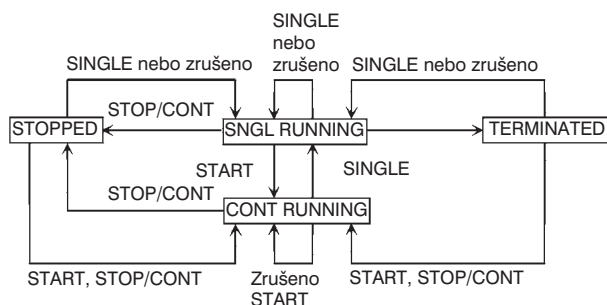 SINGLE
nebo
zrušeno
SINGLE nebo zrušeno
SINGLE nebo zrušeno
STOP/CONT
STOPPED
SNGL RUNNING
TERMINATED
START
SINGLE
STOP/CONT
CONT RUNNING
START, STOP/CONT
Zrušeno
START
START, STOP/CONT